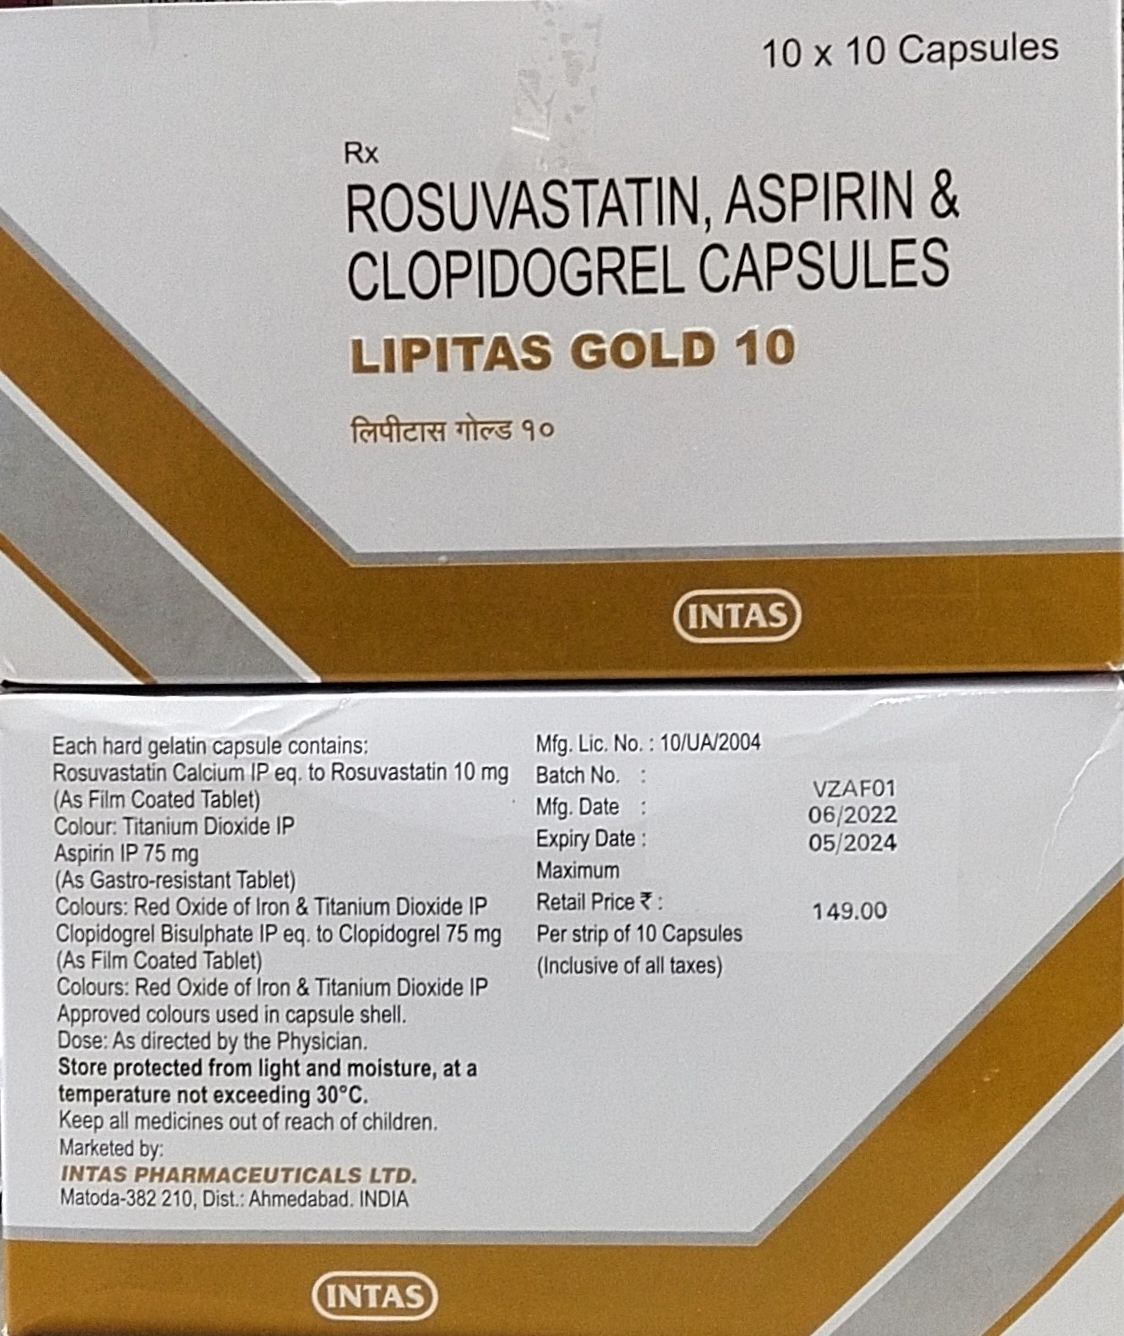 10 x 10 Capsules
Rx
ROSUVASTATIN, ASPIRIN &
CLOPIDOGREL CAPSULES
LIPITAS GOLD 10
लिपीटास गोल्ड १०
INTAS
Each hard gelatin capsule contains:
Rosuvastatin Calcium IP eq. to Rosuvastatin 10 mg
(As Film Coated Tablet)
Colour: Titanium Dioxide IP
Aspirin IP 75 mg
(As Gastro-resistant Tablet)
Colours: Red Oxide of Iron & Titanium Dioxide IP
Clopidogrel Bisulphate IP eq. to Clopidogrel 75 mg
(As Film Coated Tablet)
Colours: Red Oxide of Iron & Titanium Dioxide IP
Approved colours used in capsule shell.
Dose: As directed by the Physician.
Store protected from light and moisture, at a
temperature not exceeding 30°C.
Keep all medicines out of reach of children.
Marketed by:
INTAS PHARMACEUTICALS LTD.
Matoda-382 210, Dist.: Ahmedabad. INDIA
Mfg. Lic. No. : 10/UA/2004
Batch No. : VZAF01
Mfg. Date : 06/2022
Expiry Date : 05/2024
Maximum
Retail Price ₹ : 149.00
Per strip of 10 Capsules
(Inclusive of all taxes)
INTAS